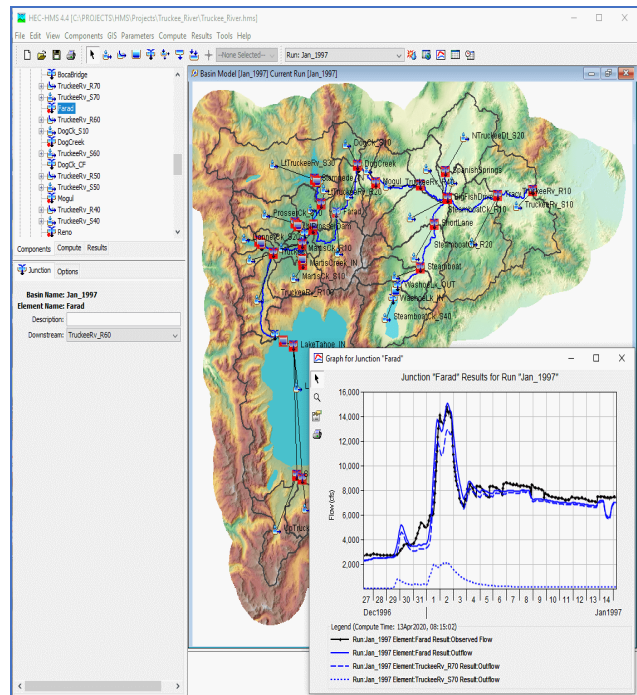 HEC-HMS 4.4 [C:\PROJECTS\HMS\Projects\Truckee_River\Truckee_River.hms]
File Edit View Components GIS Parameters Compute Results Tools Help
--None Selected--
Run: Jan_1997
BocaBridge
TruckeeRv_R70
TruckeeRv_S70
Farad
TruckeeRv_R60
DogCk_S10
DogCreek
TruckeeRv_S60
DogCk_CF
TruckeeRv_R50
TruckeeRv_S50
Mogul
TruckeeRv_R40
TruckeeRv_S40
Reno
Components Compute Results
Junction Options
Basin Name: Jan_1997
Element Name: Farad
Description:
Downstream: TruckeeRv_R60
Basin Model [Jan_1997] Current Run [Jan_1997]
NTruckeeDt_S20
LtTruckeeRv_S30
DogCreek
SpanishSprings
Mogul
TruckeeRv_R10
TruckeeRv_S10
Farad
SteamboatCk_R10
ShortLane
SteamboatCk_R20
MartisCk_R10
MartisCreek_IN
MartisCk_S10
Steamboat
WashoeLk_OUT
WashoeLk_IN
SteamboatCk_S40
LakeTahoe_IN
Graph for Junction "Farad"
Junction "Farad" Results for Run "Jan_1997"
Flow (cfs)
16,000
14,000
12,000
10,000
8,000
6,000
4,000
2,000
27 28 29 30 31 1 2 3 4 5 6 7 8 9 10 11 12 13 14
Dec1996 Jan1997
Legend (Compute Time: 13Apr2020, 08:15:02)
Run:Jan_1997 Element:Farad Result:Observed Flow
Run:Jan_1997 Element:Farad Result:Outflow
Run:Jan_1997 Element:TruckeeRv_R70 Result:Outflow
Run:Jan_1997 Element:TruckeeRv_S70 Result:Outflow